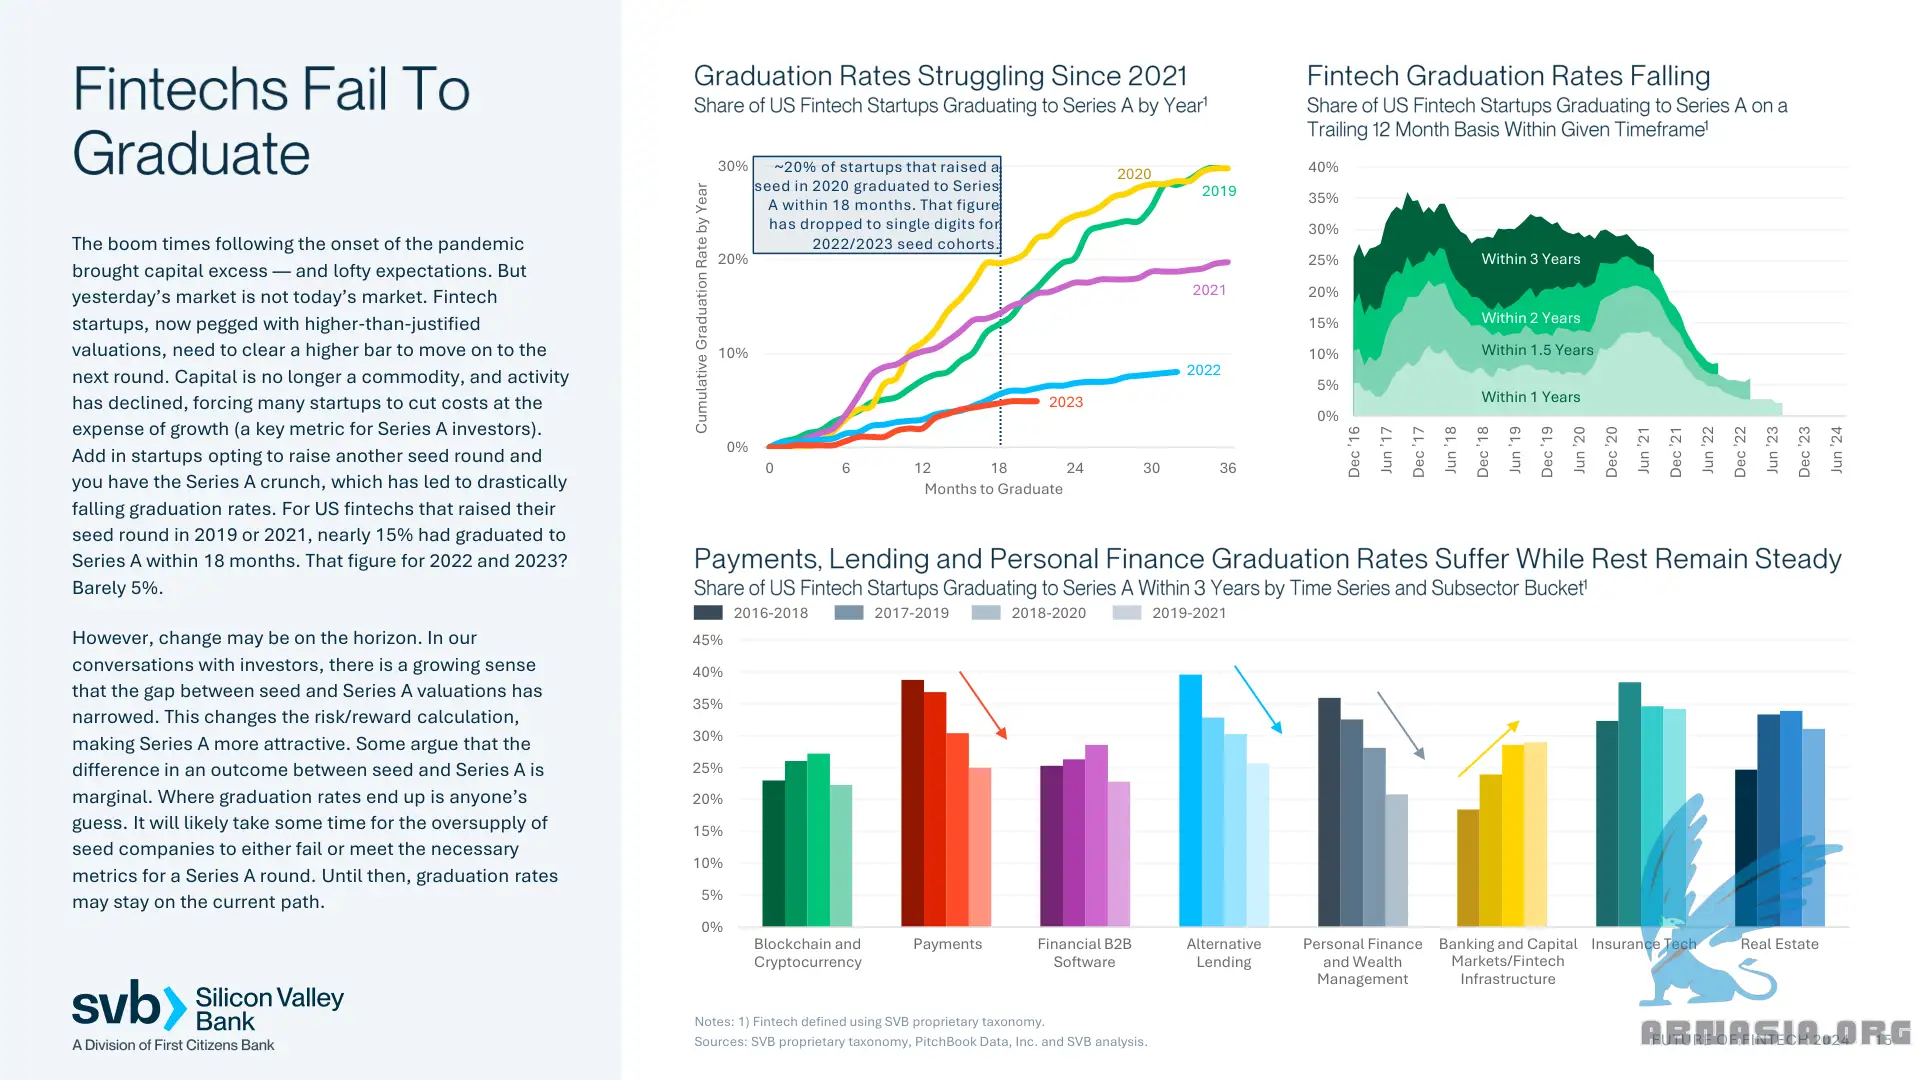 Fintechs Fail To
Graduate
The boom times following the onset of the pandemic
brought capital excess — and lofty expectations. But
yesterday's market is not today's market. Fintech
startups, now pegged with higher-than-justified
valuations, need to clear a higher bar to move on to the
next round. Capital is no longer a commodity, and activity
has declined, forcing many startups to cut costs at the
expense of growth (a key metric for Series A investors).
Add in startups opting to raise another seed round and
you have the Series A crunch, which has led to drastically
falling graduation rates. For US fintechs that raised their
seed round in 2019 or 2021, nearly 15% had graduated to
Series A within 18 months. That figure for 2022 and 2023?
Barely 5%.
However, change may be on the horizon. In our
conversations with investors, there is a growing sense
that the gap between seed and Series A valuations has
narrowed. This changes the risk/reward calculation,
making Series A more attractive. Some argue that the
difference in an outcome between seed and Series A is
marginal. Where graduation rates end up is anyone's
guess. It will likely take some time for the oversupply of
seed companies to either fail or meet the necessary
metrics for a Series A round. Until then, graduation rates
may stay on the current path.
svb Silicon Valley
Bank
A Division of First Citizens Bank
Graduation Rates Struggling Since 2021
Share of US Fintech Startups Graduating to Series A by Year¹
Cumulative Graduation Rate by Year
30%
20%
10%
0%
~20% of startups that raised a
seed in 2020 graduated to Series
A within 18 months. That figure
has dropped to single digits for
2022/2023 seed cohorts.
2020
2019
2021
2022
2023
0 6 12 18 24 30 36
Months to Graduate
Fintech Graduation Rates Falling
Share of US Fintech Startups Graduating to Series A on a
Trailing 12 Month Basis Within Given Timeframe¹
40%
35%
30%
25%
20%
15%
10%
5%
0%
Within 3 Years
Within 2 Years
Within 1.5 Years
Within 1 Years
Dec '16 Jun '17 Dec '17 Jun '18 Dec '18 Jun '19 Dec '19 Jun '20 Dec '20 Jun '21 Dec '21 Jun '22 Dec '22 Jun '23 Dec '23 Jun '24
Payments, Lending and Personal Finance Graduation Rates Suffer While Rest Remain Steady
Share of US Fintech Startups Graduating to Series A Within 3 Years by Time Series and Subsector Bucket¹
2016-2018 2017-2019 2018-2020 2019-2021
45%
40%
35%
30%
25%
20%
15%
10%
5%
0%
Blockchain and
Cryptocurrency
Payments
Financial B2B
Software
Alternative
Lending
Personal Finance
and Wealth
Management
Banking and Capital
Markets/Fintech
Infrastructure
Insurance Tech
Real Estate
Notes: 1) Fintech defined using SVB proprietary taxonomy.
Sources: SVB proprietary taxonomy, PitchBook Data, Inc. and SVB analysis.
FUTURE OF FINTECH 2024 15
ARMASIA.ORG